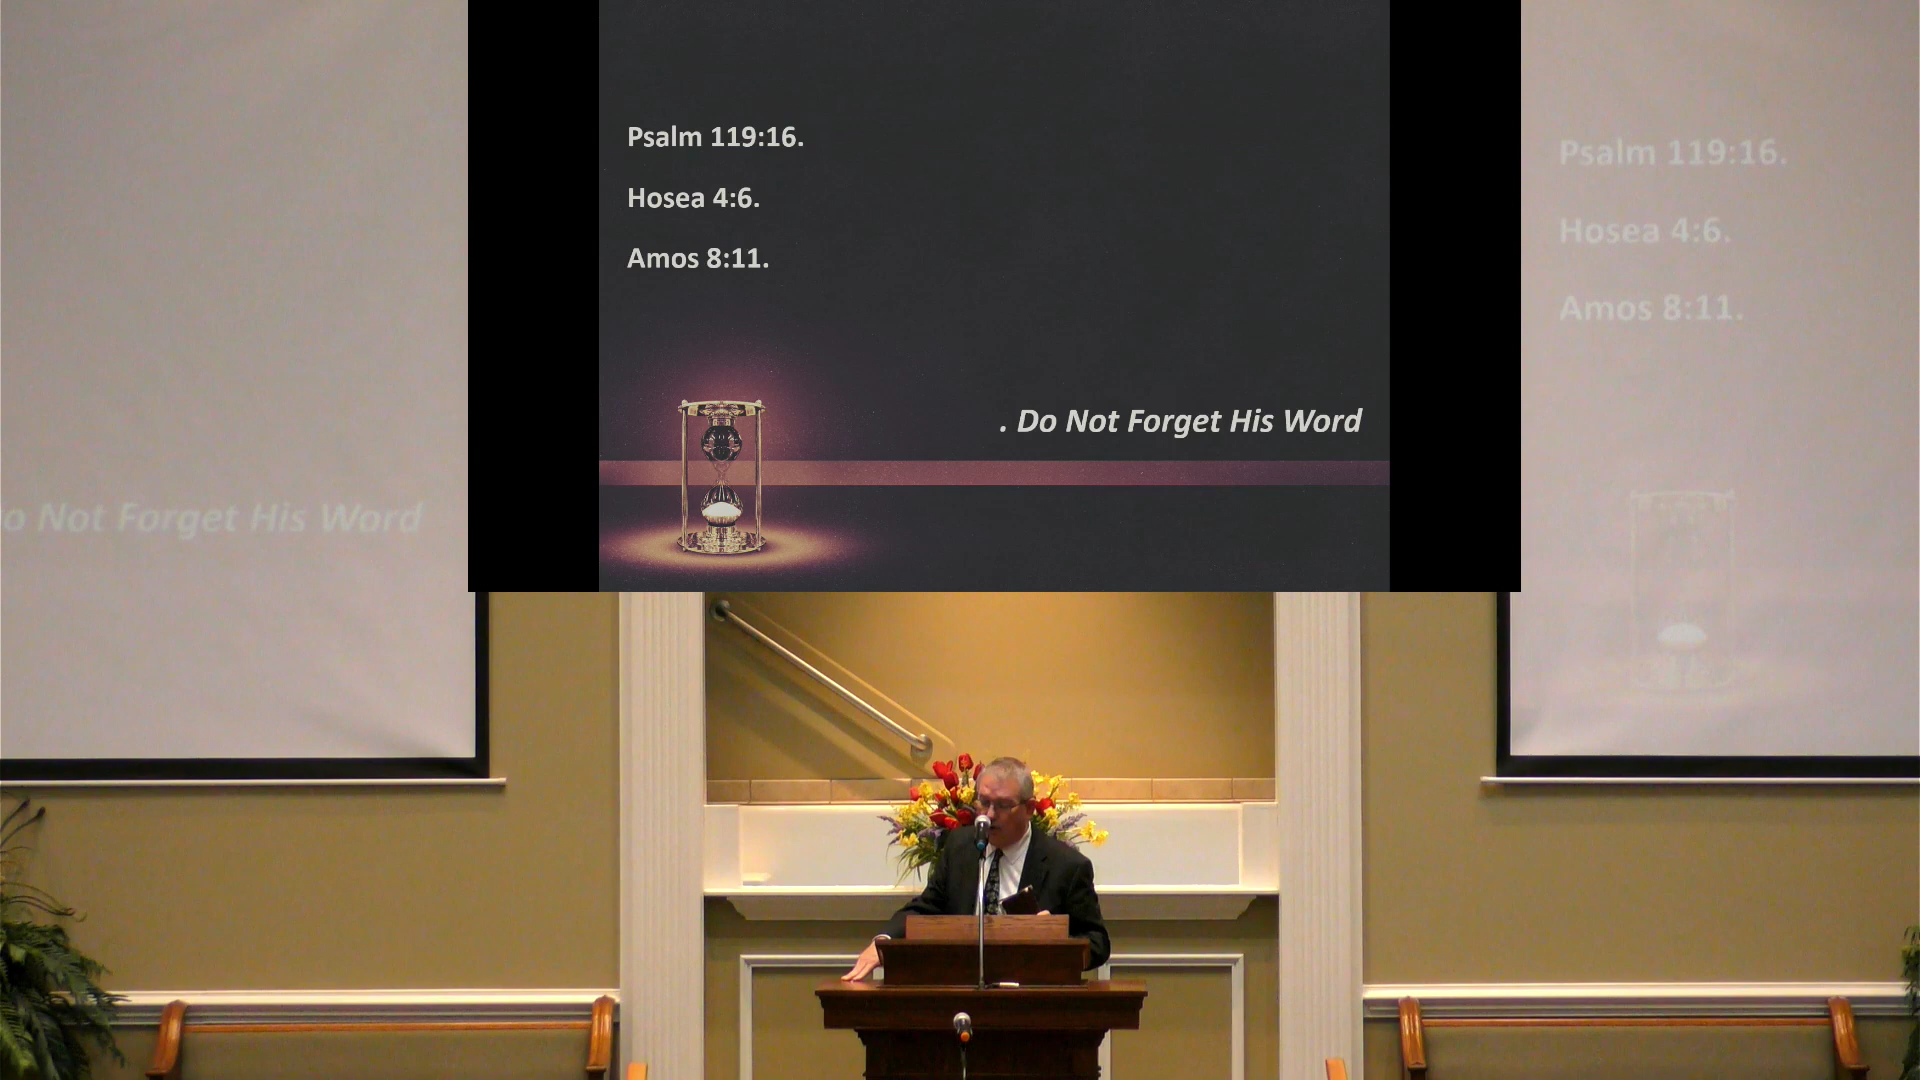 Psalm 119:16.
Hosea 4:6.
Amos 8:11.
. Do Not Forget His Word
o Not Forget His Word
Psalm 119:16.
Hosea 4:6.
Amos 8:11.